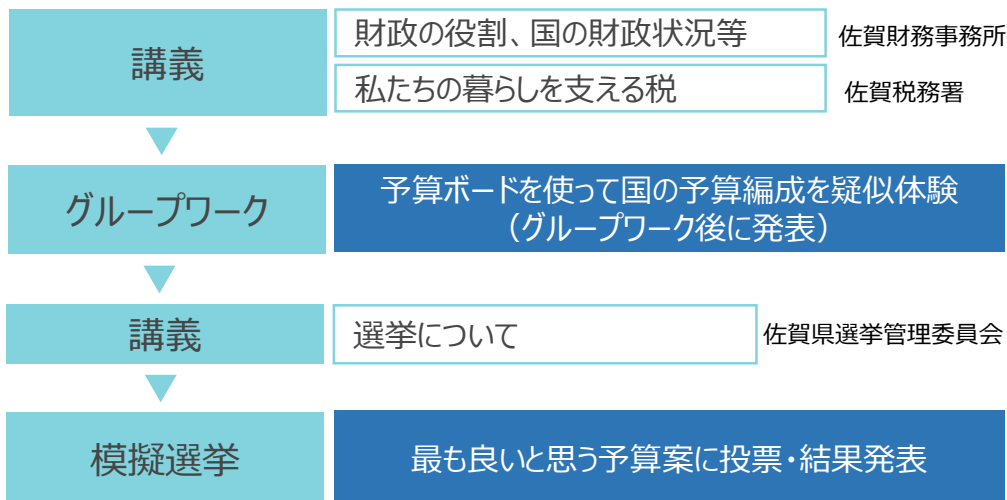 講義
財政の役割、国の財政状況等
佐賀財務事務所
私たちの暮らしを支える税
佐賀税務署
グループワーク
予算ボードを使って国の予算編成を疑似体験
（グループワーク後に発表）
講義
選挙について
佐賀県選挙管理委員会
模擬選挙
最も良いと思う予算案に投票・結果発表